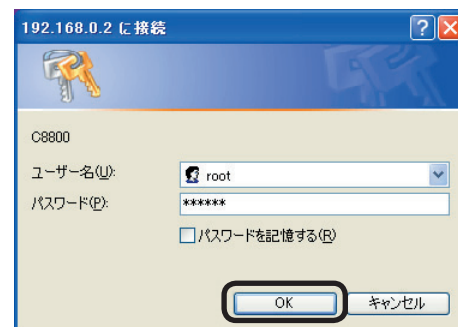 192.168.0.2 に接続
C8800
ユーザー名(U):
root
パスワード(P):
******
パスワードを記憶する(R)
OK
キャンセル